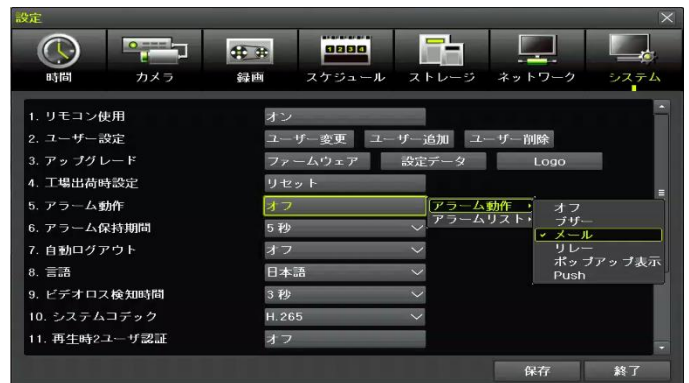 設定
時間 カメラ 録画 スケジュール ストレージ ネットワーク システム
1. リモコン使用 オン
2. ユーザー設定 ユーザー変更 ユーザー追加 ユーザー削除
3. アップグレード ファームウェア 設定データ Logo
4. 工場出荷時設定 リセット
5. アラーム動作 オフ アラーム動作 オフ
6. アラーム保持期間 5 秒 アラームリスト ブザー
メール
7. 自動ログアウト オフ リレー
8. 言語 日本語 ポップアップ表示
Push
9. ビデオロス検知時間 3 秒
10. システムコデック H.265
11. 再生時2ユーザ認証 オフ
保存 終了